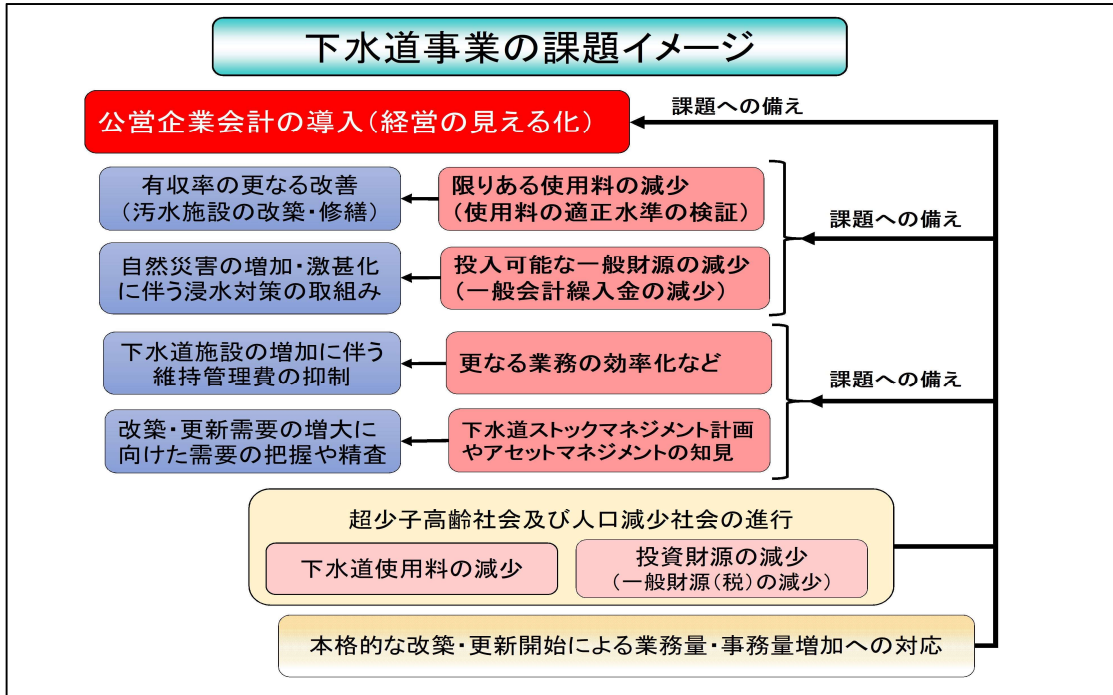 下水道事業の課題イメージ
公営企業会計の導入(経営の見える化)
課題への備え
有収率の更なる改善
(汚水施設の改築・修繕)
限りある使用料の減少
(使用料の適正水準の検証)
課題への備え
自然災害の増加・激甚化
に伴う浸水対策の取組み
投入可能な一般財源の減少
(一般会計繰入金の減少)
下水道施設の増加に伴う
維持管理費の抑制
更なる業務の効率化など
課題への備え
改築・更新需要の増大に
向けた需要の把握や精査
下水道ストックマネジメント計画
やアセットマネジメントの知見
超少子高齢社会及び人口減少社会の進行
下水道使用料の減少
投資財源の減少
(一般財源(税)の減少)
本格的な改築・更新開始による業務量・事務量増加への対応